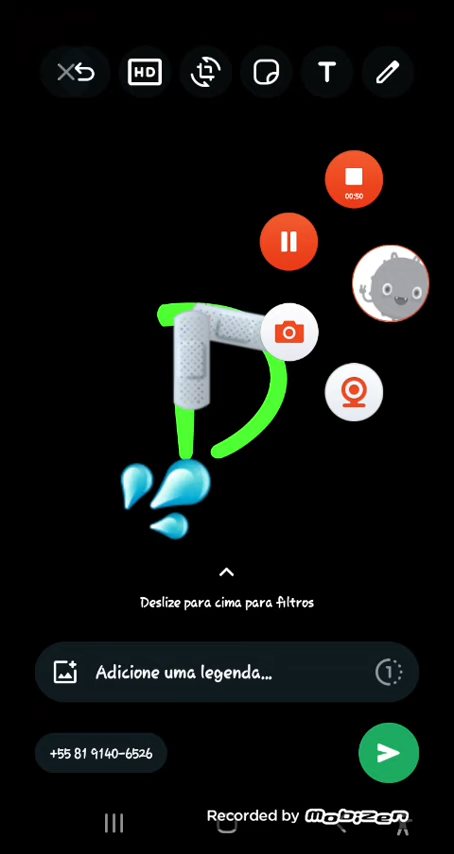 HD
T
00:50
Deslize para cima para filtros
Adicione uma legenda...
1
+55 81 9140-6526
Recorded by Mobizen